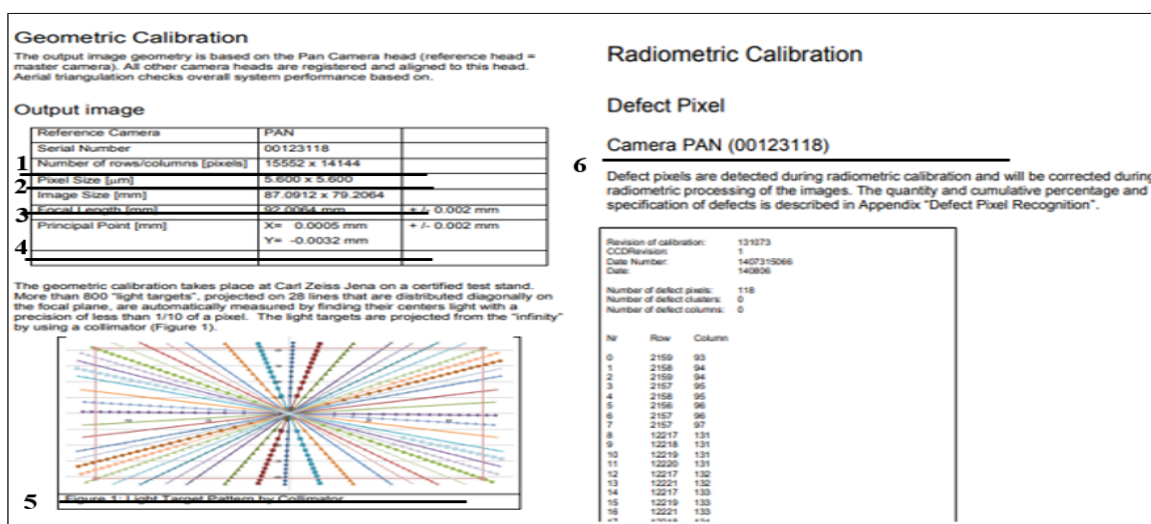 Geometric Calibration
The output image geometry is based on the Pan Camera head (reference head =
master camera). All other camera heads are registered and aligned to this head.
Aerial triangulation checks overall system performance based on.
Output image
Reference Camera PAN
Serial Number 00123118
1 Number of rows/columns [pixels] 15552 x 14144
Pixel Size [µm] 5.600 x 5.600
2
Image Size [mm] 87.0912 x 79.2064
3 Focal Length [mm] 92.0064 mm + /- 0.002 mm
Principal Point [mm] X= 0.0005 mm + /- 0.002 mm
Y= -0.0032 mm
4
The geometric calibration takes place at Carl Zeiss Jena on a certified test stand.
More than 800 "light targets", projected on 28 lines that are distributed diagonally on
the focal plane, are automatically measured by finding their centers light with a
precision of less than 1/10 of a pixel. The light targets are projected from the "infinity"
by using a collimator (Figure 1).
5 Figure 1: Light Target Pattern by Collimator
Radiometric Calibration
Defect Pixel
6 Camera PAN (00123118)
Defect pixels are detected during radiometric calibration and will be corrected during
radiometric processing of the images. The quantity and cumulative percentage and
specification of defects is described in Appendix "Defect Pixel Recognition".
Revision of calibration: 131073
CCDRevision: 1
Date Number: 1407315066
Date: 140806
Number of defect pixels: 118
Number of defect clusters: 0
Number of defect columns: 0
Nr Row Column
0 2159 93
1 2158 94
2 2159 94
3 2157 95
4 2158 95
5 2156 96
6 2157 96
7 2157 97
8 12217 131
9 12218 131
10 12219 131
11 12220 131
12 12217 132
13 12221 132
14 12217 133
15 12219 133
16 12221 133